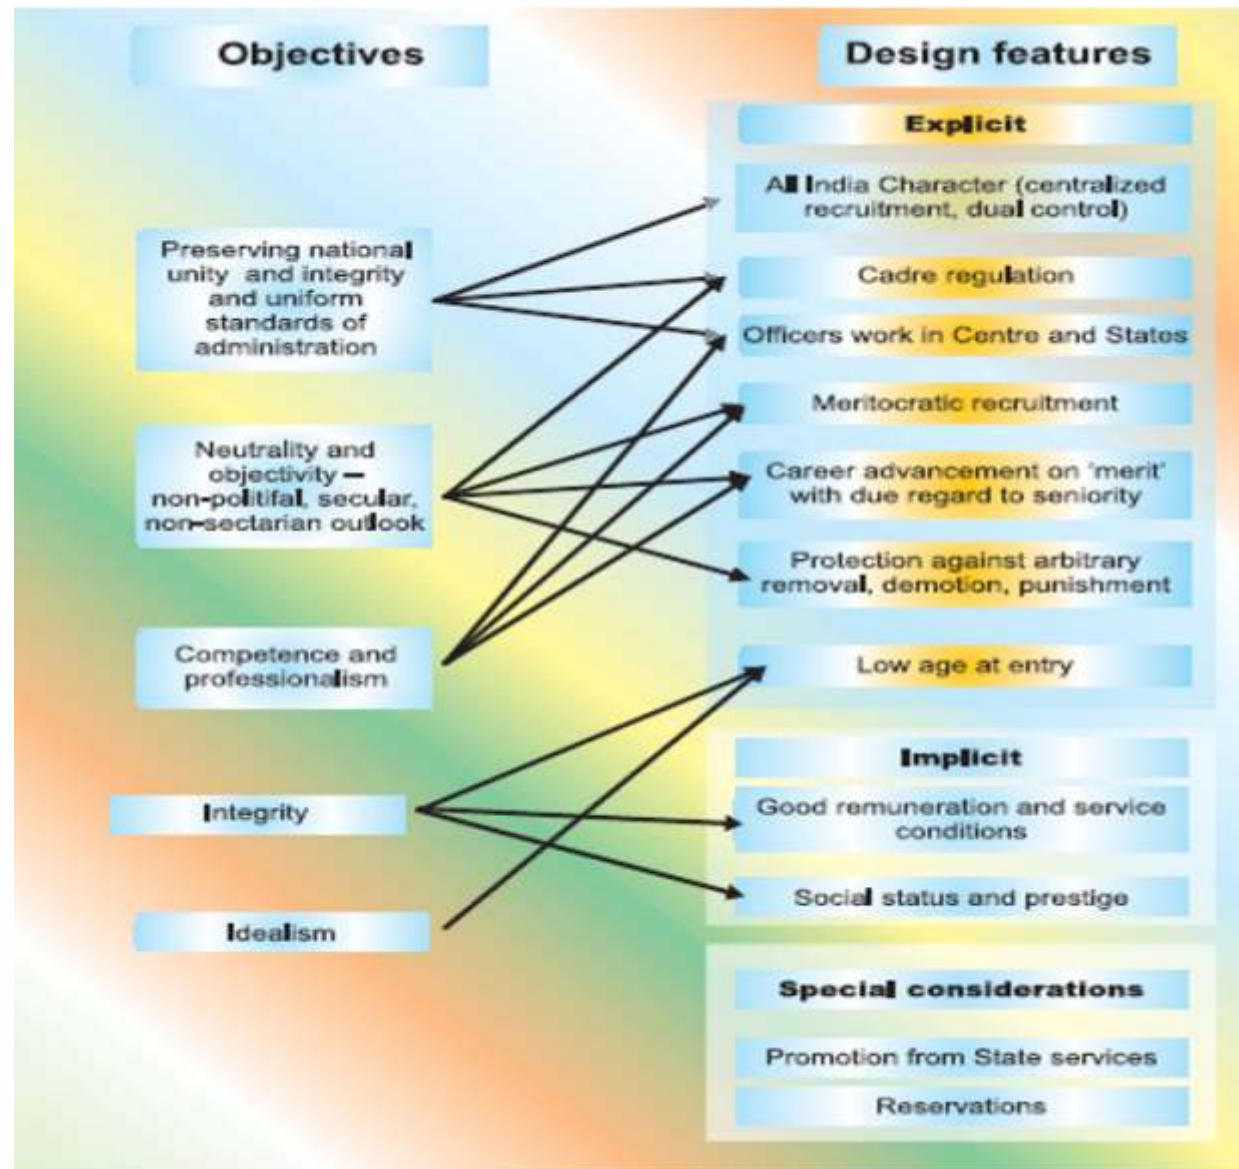 Objectives
Preserving national
unity and integrity
and uniform
standards of
administration
Neutrality and
objectivity –
non-politifal, secular,
non-sectarian outlook
Competence and
professionalism
Integrity
Idealism
Design features
Explicit
All India Character (centralized
recruitment, dual control)
Cadre regulation
Officers work in Centre and States
Meritocratic recruitment
Career advancement on 'merit'
with due regard to seniority
Protection against arbitrary
removal, demotion, punishment
Low age at entry
Implicit
Good remuneration and service
conditions
Social status and prestige
Special considerations
Promotion from State services
Reservations